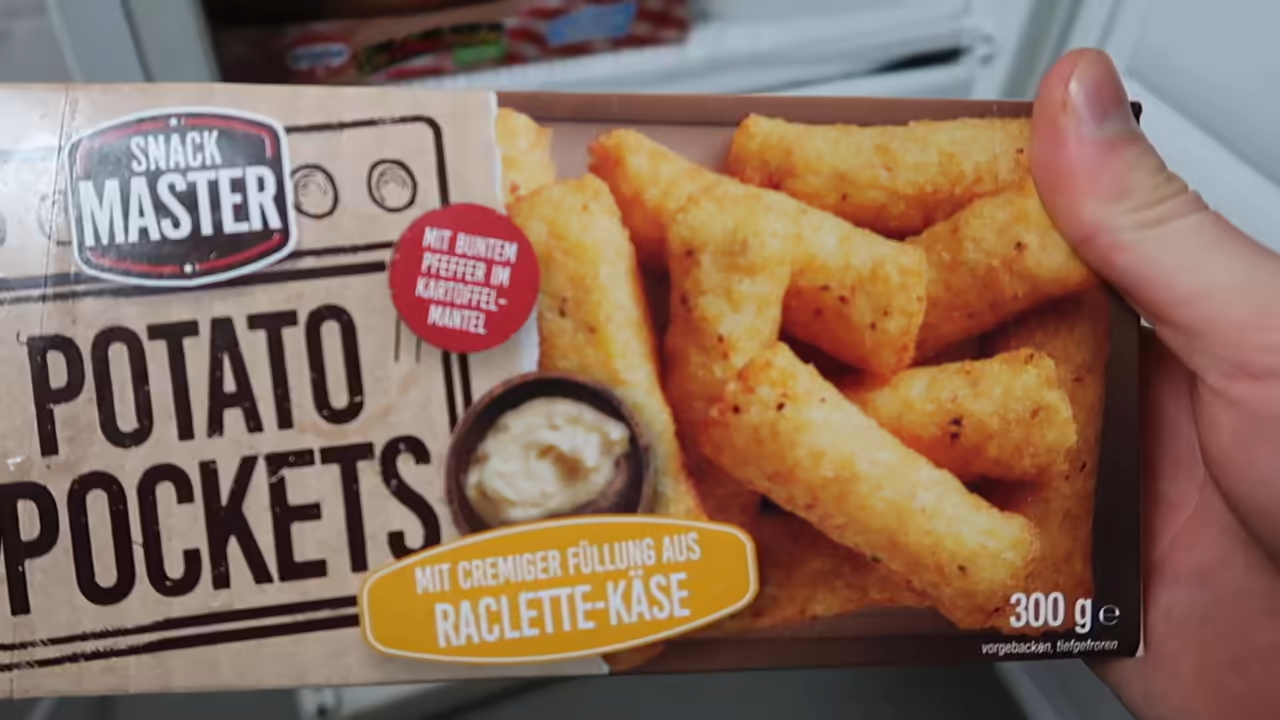 SNACK
MASTER
MIT BUNTEM
PFEFFER IM
KARTOFFEL-
MANTEL
POTATO
POCKETS
MIT CREMIGER FÜLLUNG AUS
RACLETTE-KÄSE
300 g e
vorgebacken, tiefgefroren